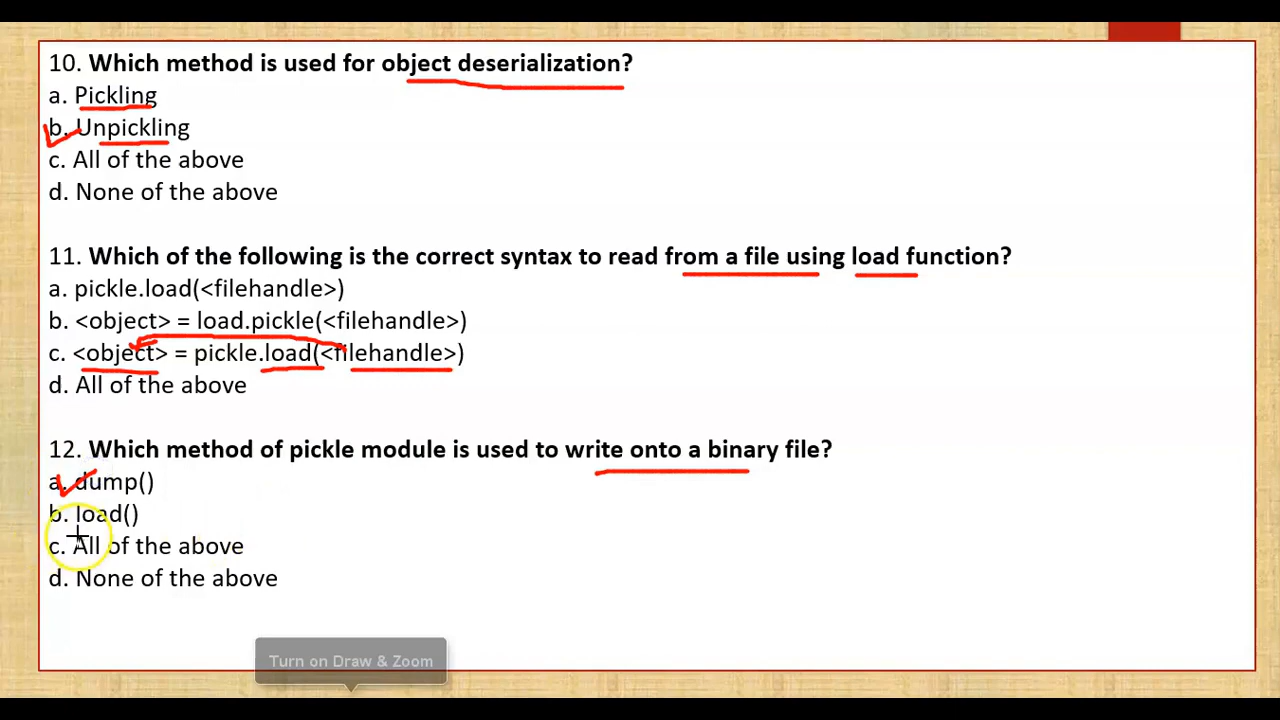 10. Which method is used for object deserialization?
a. Pickling
b. Unpickling
c. All of the above
d. None of the above
11. Which of the following is the correct syntax to read from a file using load function?
a. pickle.load(<filehandle>)
b. <object> = load.pickle(<filehandle>)
c. <object> = pickle.load(<filehandle>)
d. All of the above
12. Which method of pickle module is used to write onto a binary file?
a. dump()
b. load()
c. All of the above
d. None of the above
Turn on Draw & Zoom